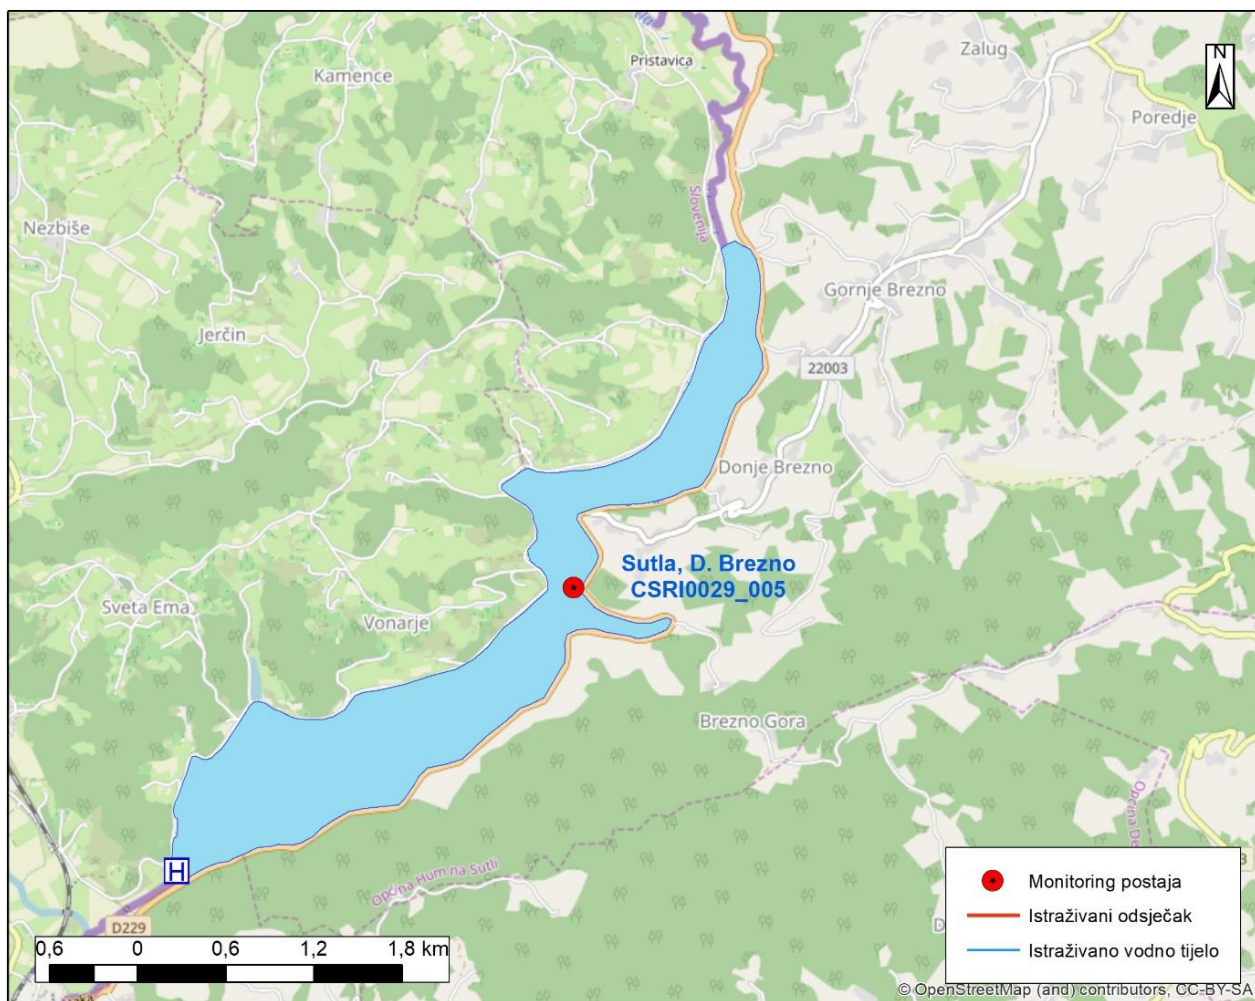 Kamence
Pristavica
Zalug
N
Poredje
Nezbiše
Slovenija
Gornje Brezno
Jerčin
22003
Donje Brezno
Sutla, D. Brezno
CSRI0029_005
Sveta Ema
Vonarje
Brezno Gora
H
Općina Hum na Sutli
Općina De
D229
0,6 0 0,6 1,2 1,8 km
Monitoring postaja
Istraživani odsječak
Istraživano vodno tijelo
© OpenStreetMap (and) contributors, CC-BY-SA